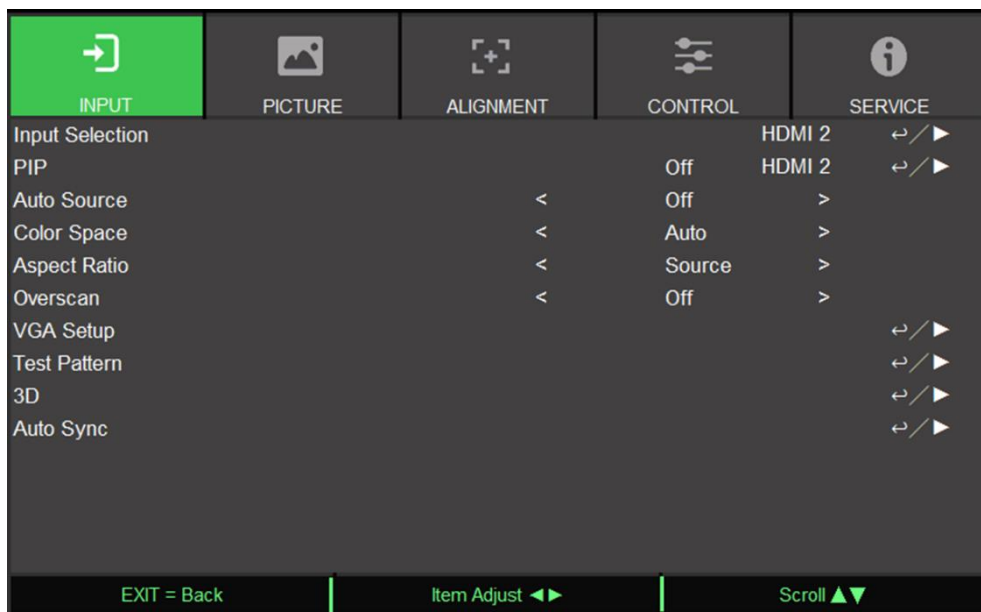 INPUT PICTURE ALIGNMENT CONTROL SERVICE
Input Selection HDMI 2 ↩/►
PIP Off HDMI 2 ↩/►
Auto Source < Off >
Color Space < Auto >
Aspect Ratio < Source >
Overscan < Off >
VGA Setup ↩/►
Test Pattern ↩/►
3D ↩/►
Auto Sync ↩/►
EXIT = Back Item Adjust ◄► Scroll ▲▼